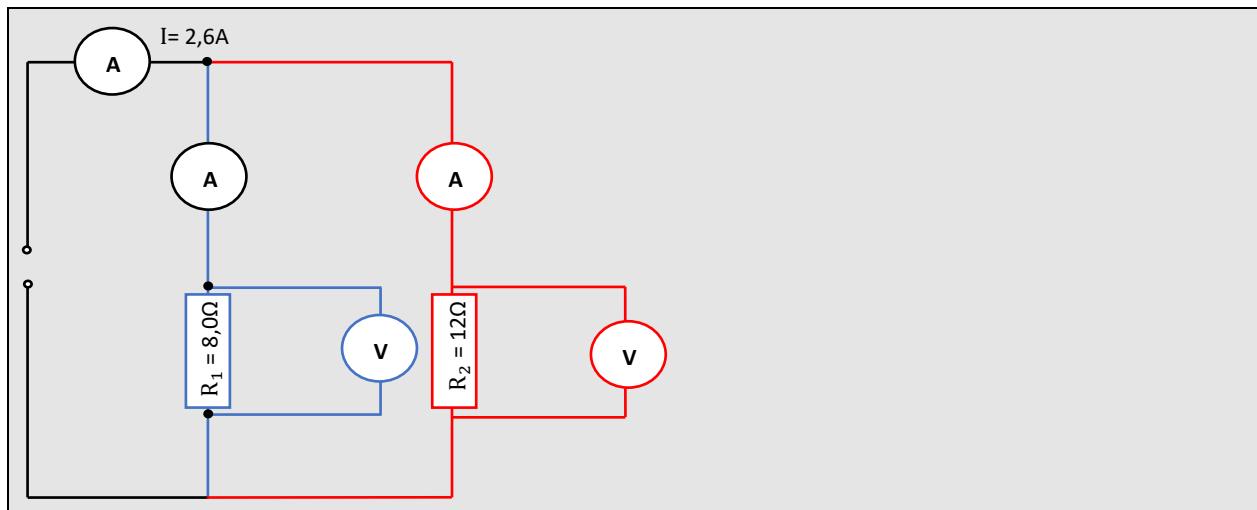 I= 2,6A
A
A
A
R₁ = 8,0Ω
V
R₂ = 12Ω
V